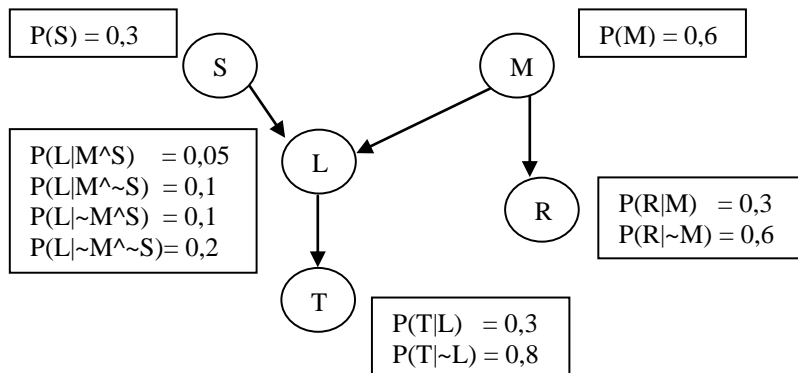 P(S) = 0,3
S
M
P(M) = 0,6
P(L|M^S) = 0,05
P(L|M^~S) = 0,1
P(L|~M^S) = 0,1
P(L|~M^~S)= 0,2
L
R
P(R|M) = 0,3
P(R|~M) = 0,6
T
P(T|L) = 0,3
P(T|~L) = 0,8